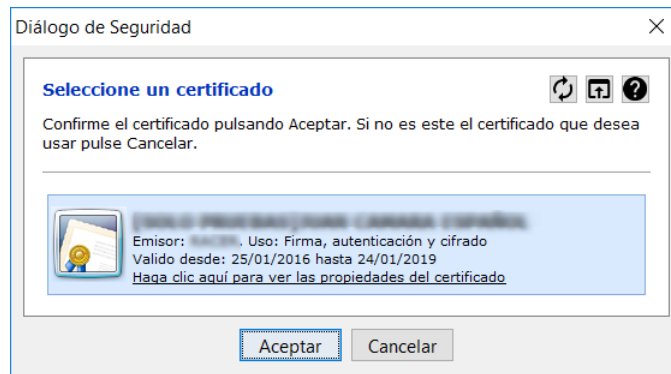 Diálogo de Seguridad
Seleccione un certificado
Confirme el certificado pulsando Aceptar. Si no es este el certificado que desea
usar pulse Cancelar.
Emisor: . Uso: Firma, autenticación y cifrado
Valido desde: 25/01/2016 hasta 24/01/2019
Haga clic aquí para ver las propiedades del certificado
Aceptar
Cancelar